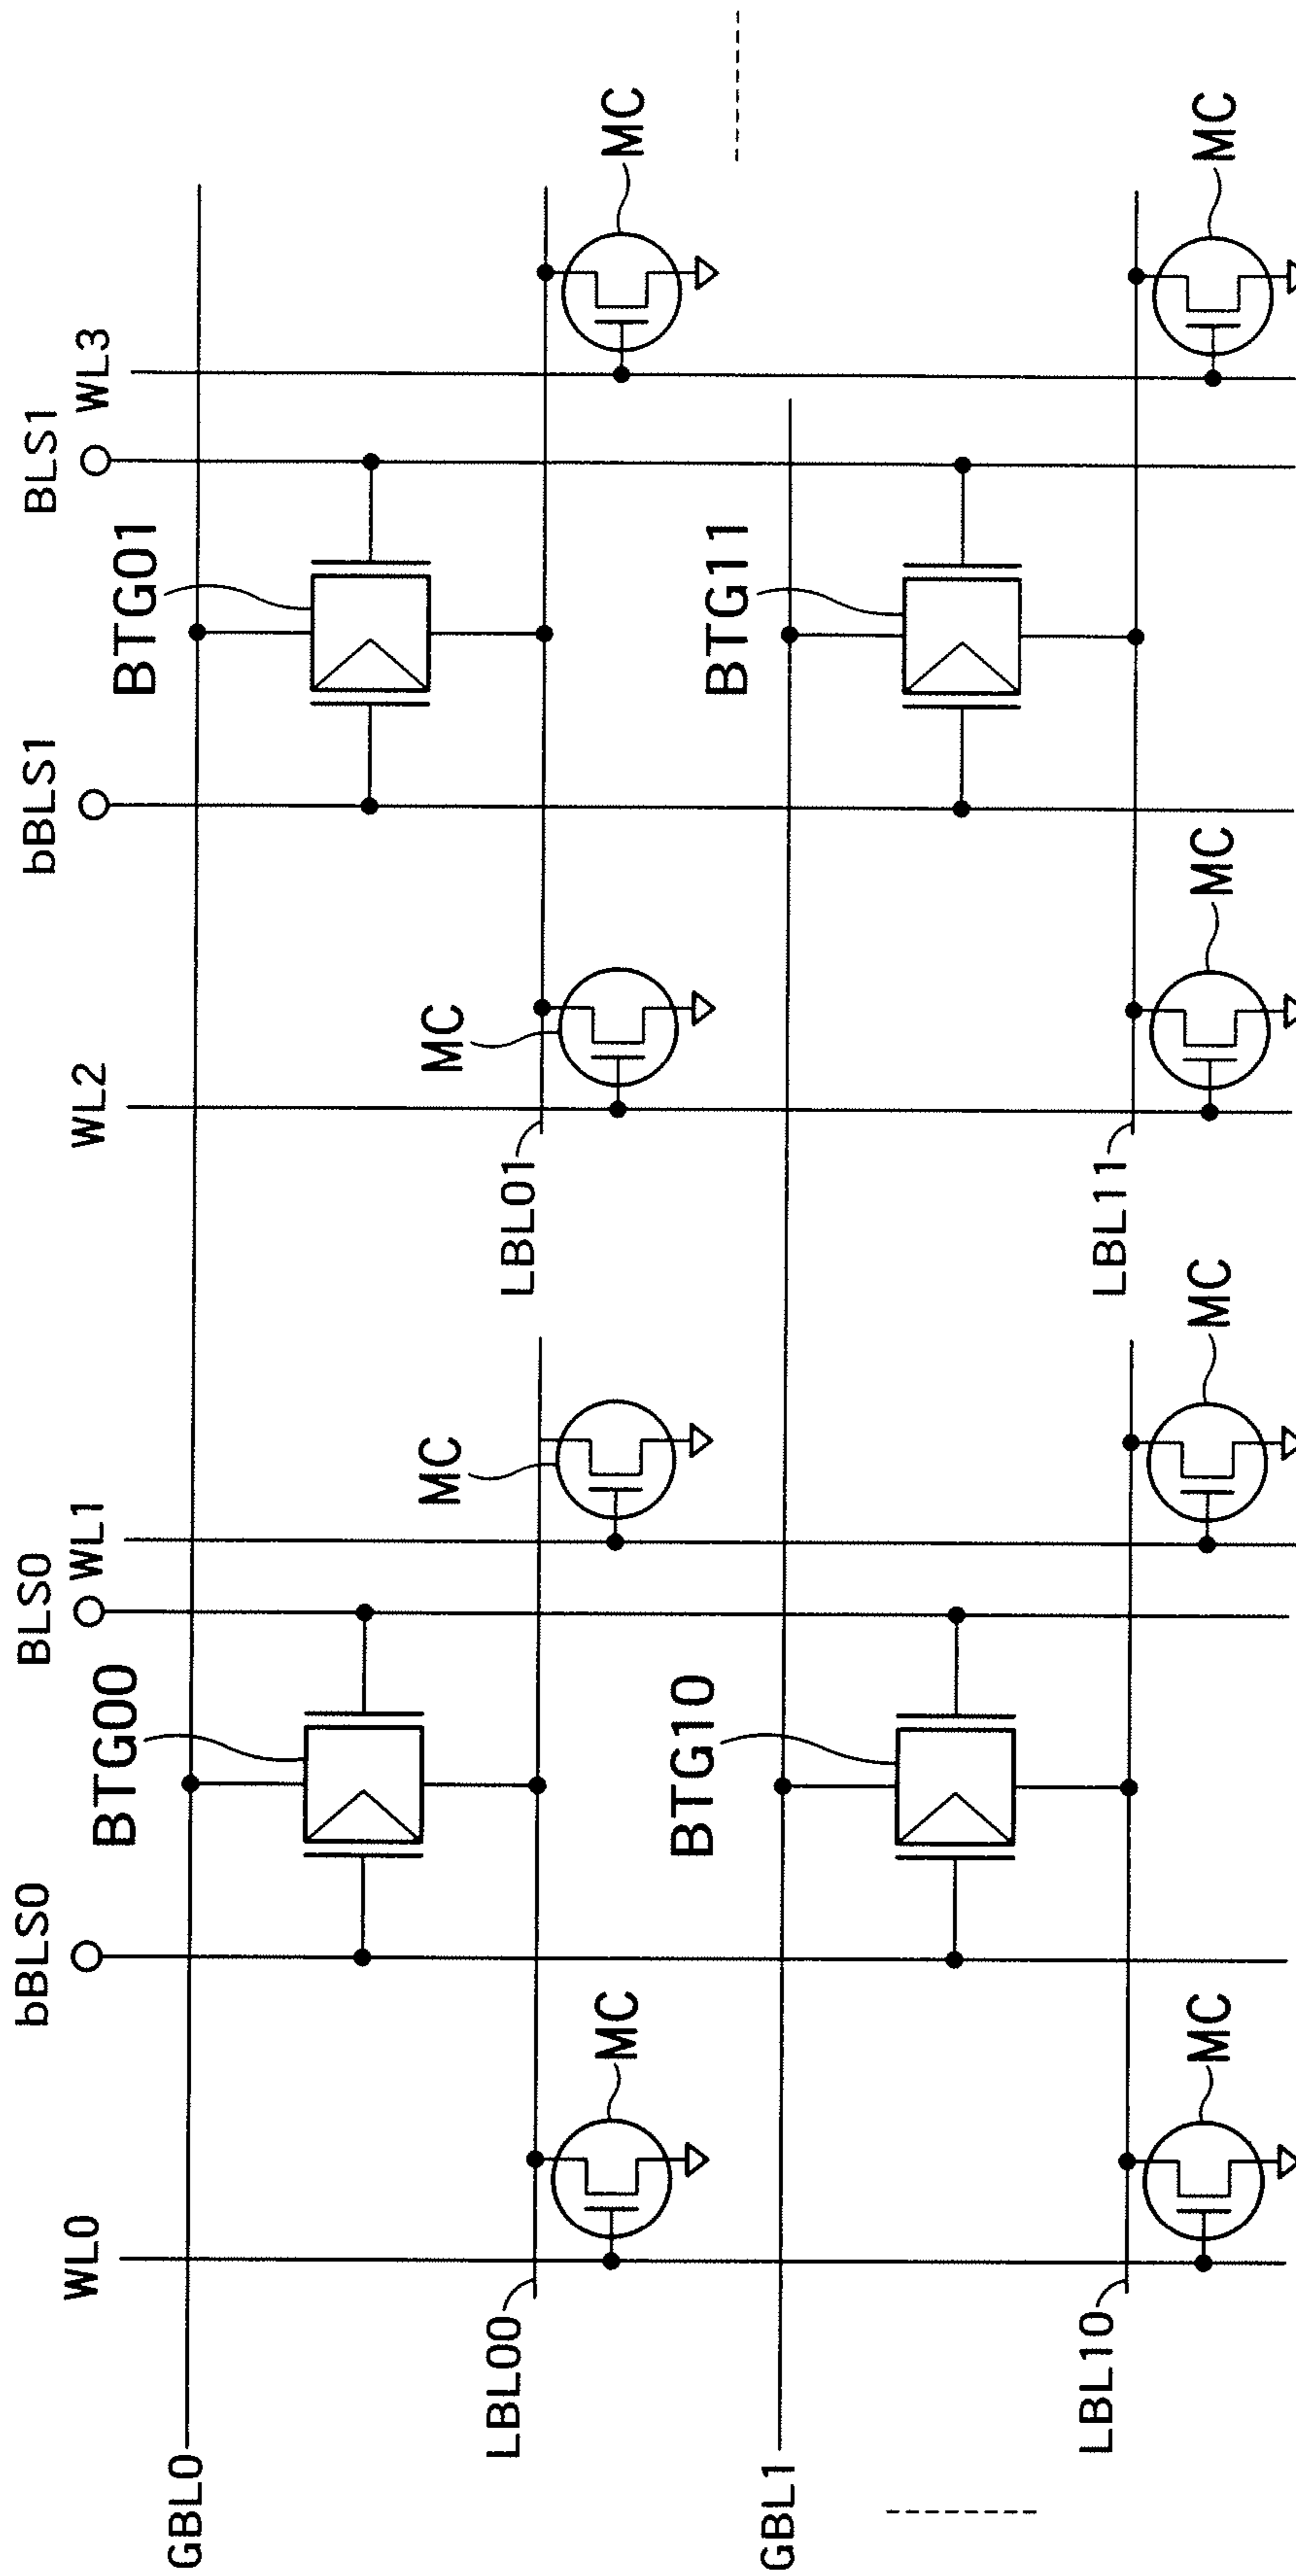 bBLS0
BLS0
bBLS1
BLS1
WL0
WL1
WL2
WL3
BTG00
BTG01
GBL0
MC
MC
LBL00
LBL01
MC
MC
BTG10
BTG11
GBL1
LBL10
LBL11
MC
MC
MC
MC